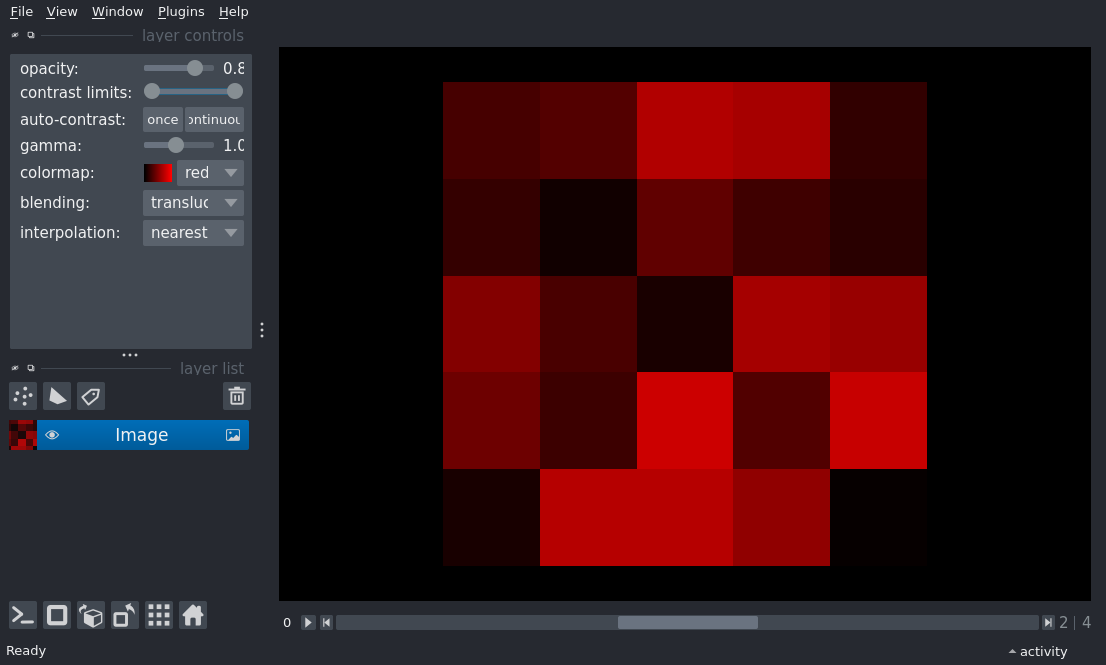 File View Window Plugins Help
layer controls
opacity: 0.8
contrast limits:
auto-contrast: once ontinuou
gamma: 1.0
colormap: red
blending: transluc
interpolation: nearest
layer list
Image
0 2 | 4
Ready activity